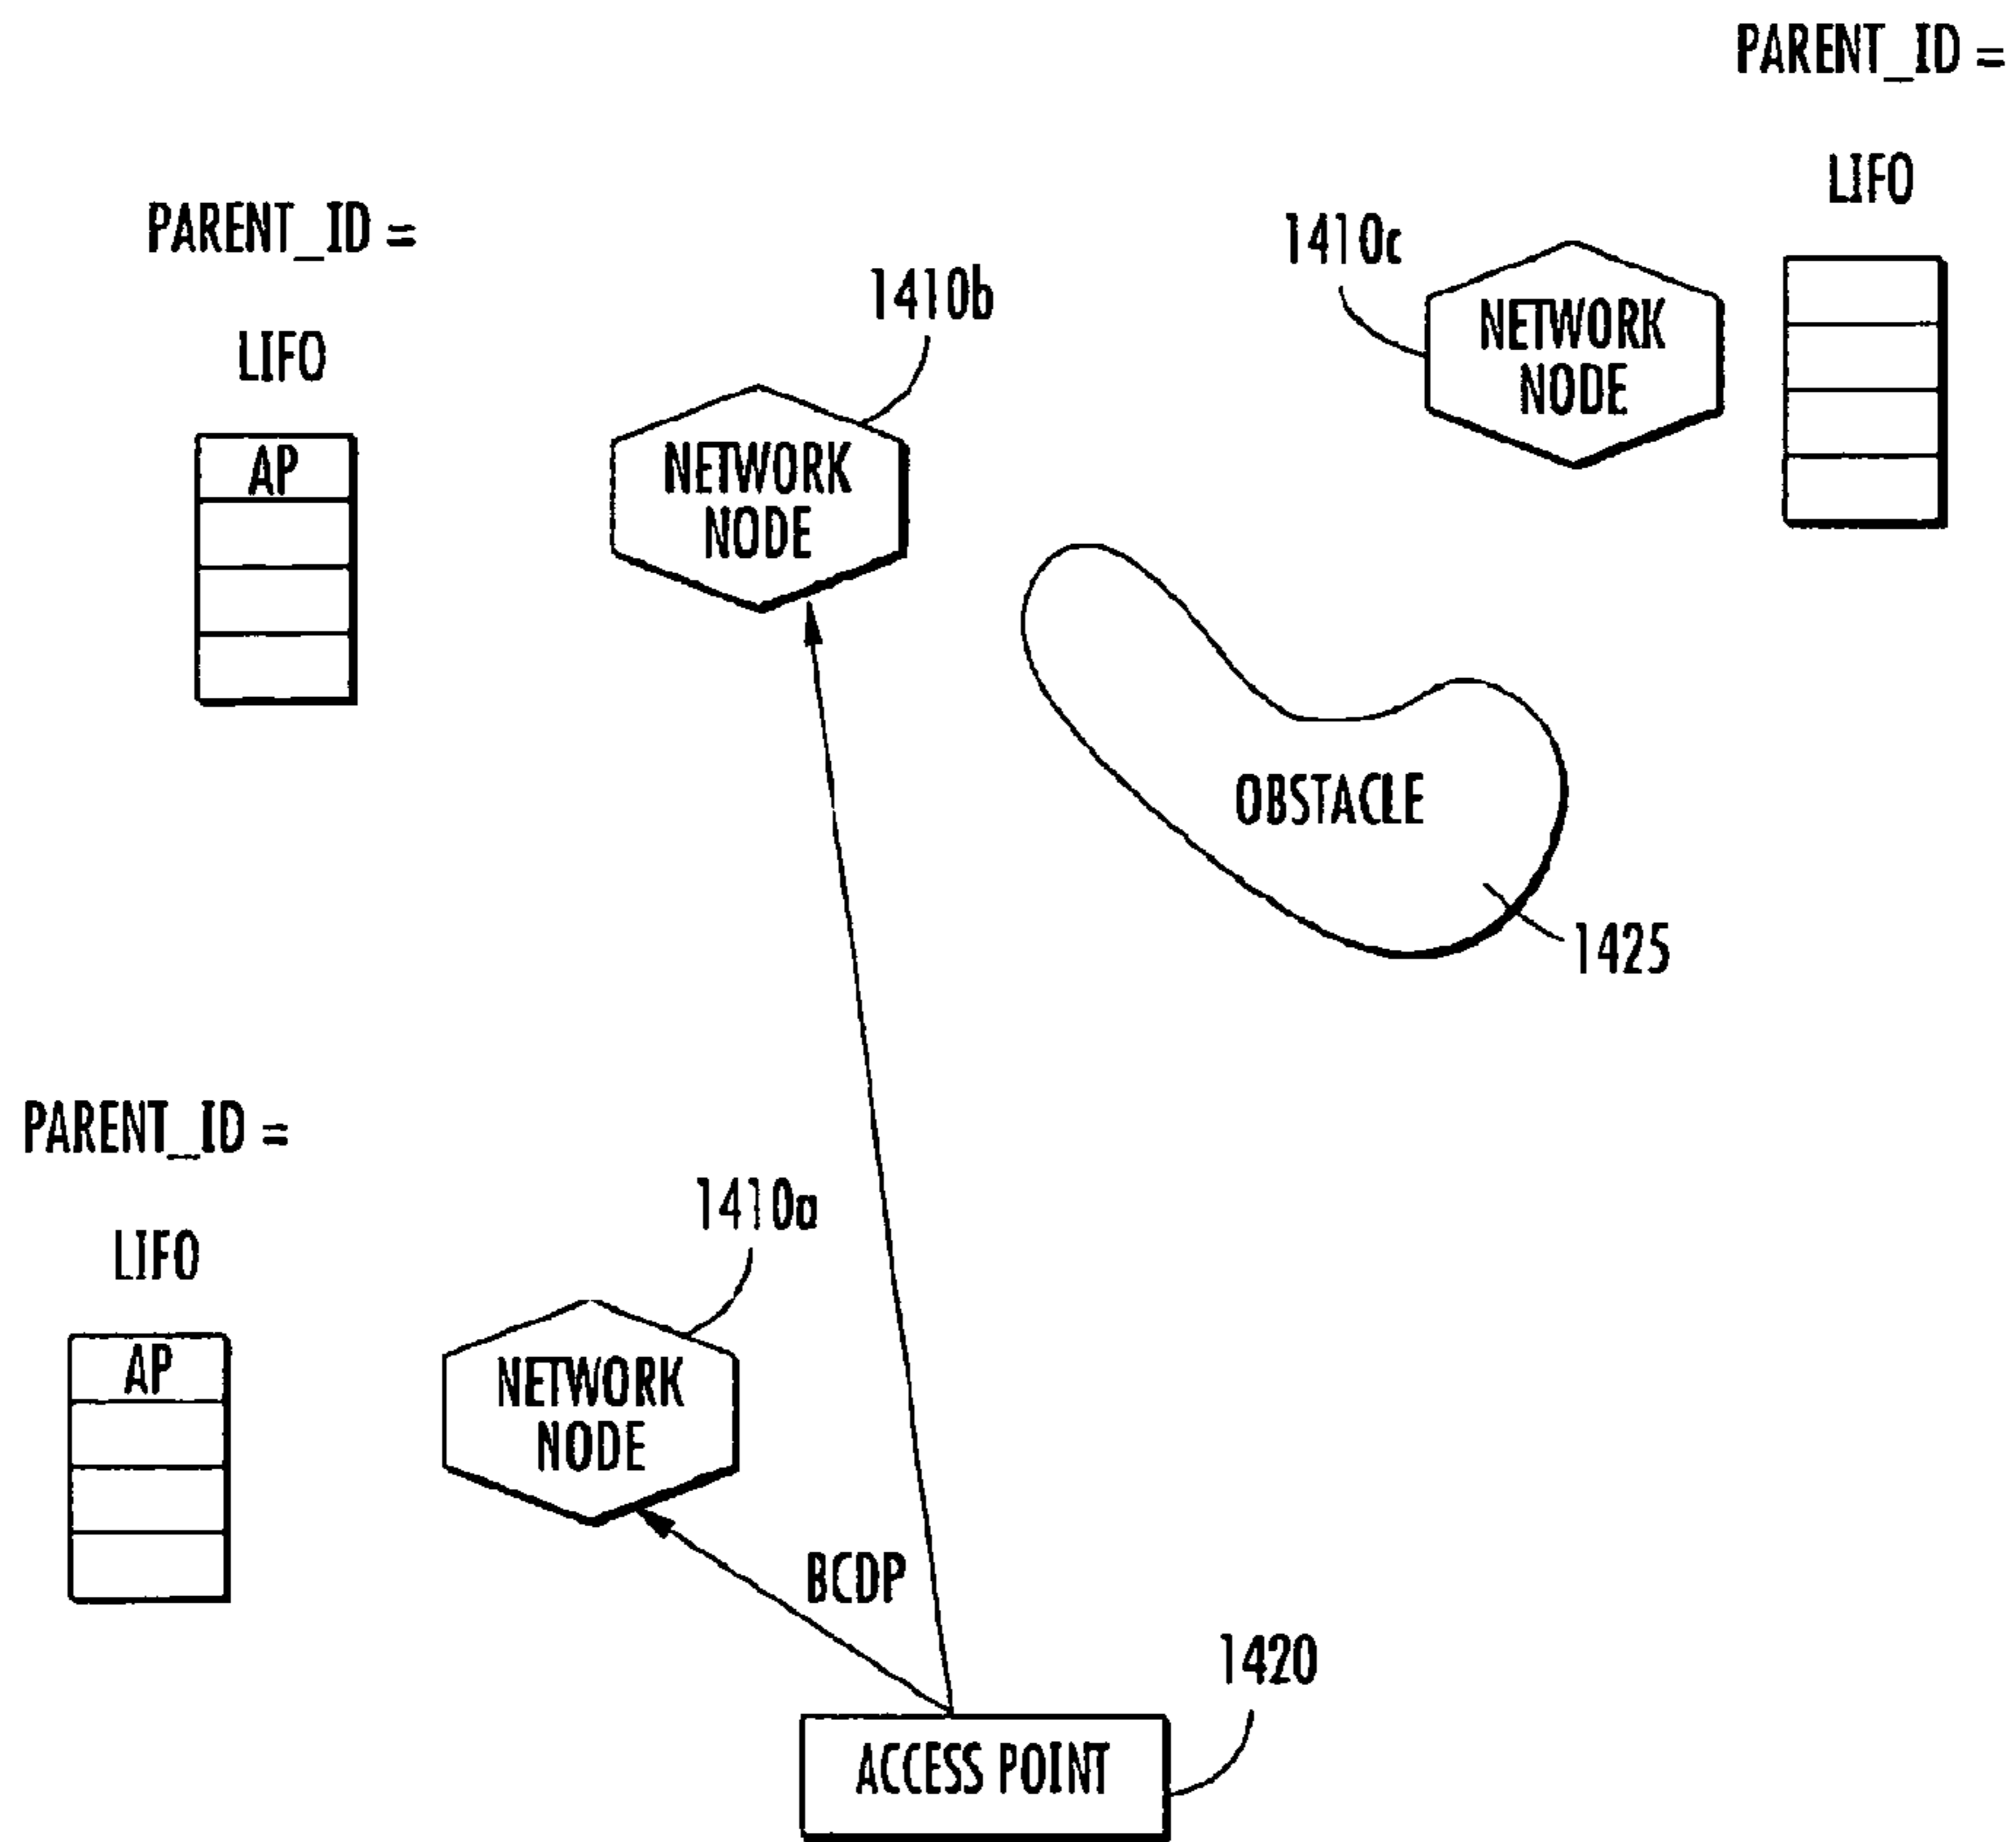 PARENT_ID =
LIFO
PARENT_ID =
1410c
NETWORK
NODE
LIFO
1410b
AP
NETWORK
NODE
OBSTACLE
1425
PARENT_ID =
1410a
LIFO
AP
NETWORK
NODE
BCDP
1420
ACCESS POINT